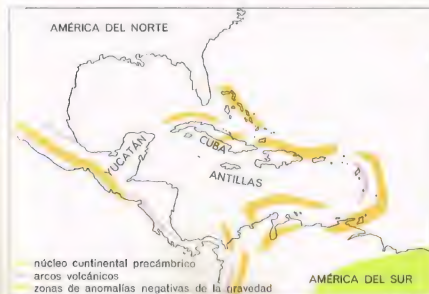 AMÉRICA DEL NORTE
YUCATÁN
CUBA
ANTILLAS
núcleo continental precámbrico
arcos volcánicos
zonas de anomalías negativas de la gravedad
AMÉRICA DEL SUR